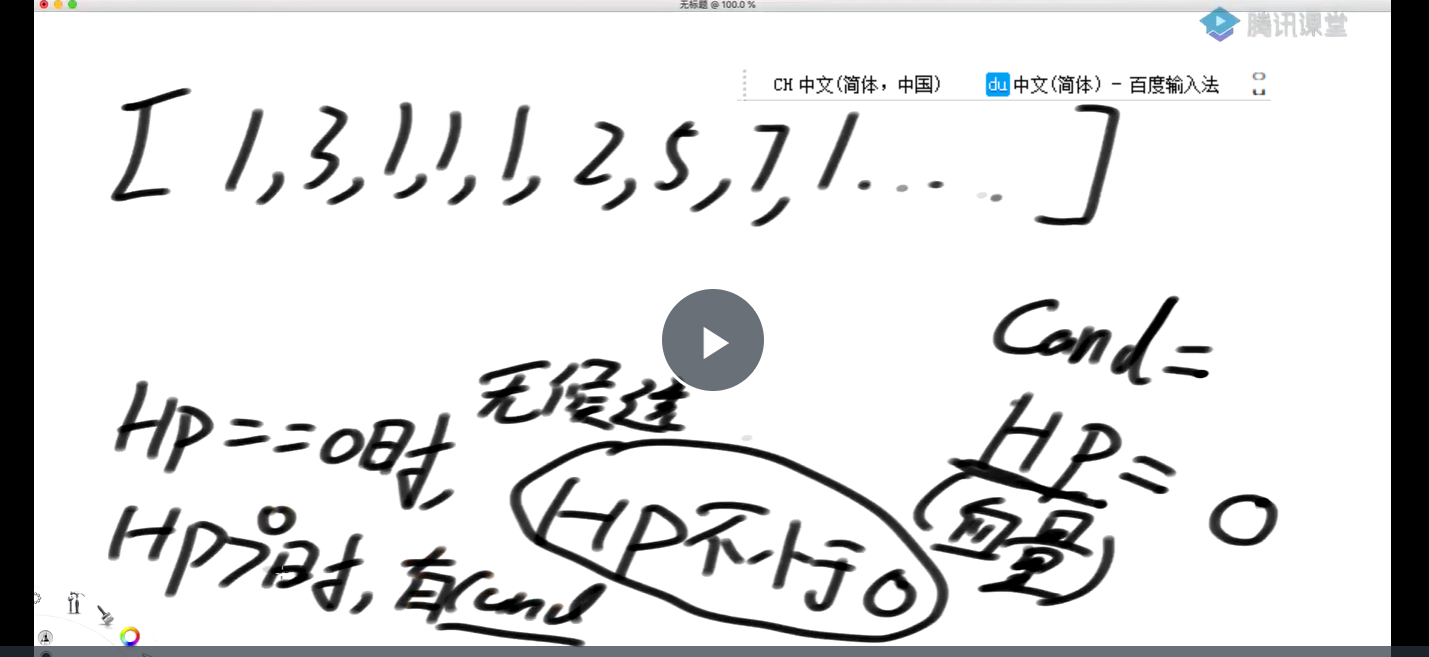 无标题 @ 100.0 %
腾讯课堂
CH 中文(简体，中国)
du 中文(简体) - 百度输入法
[ 1, 3, 1, 1, 1, 2, 5, 7, 1 . . . . . ]
Cand =
无侯选
HP == 0时,
HP = 0
(血量)
HP > 0时, 有cand
HP不小于0